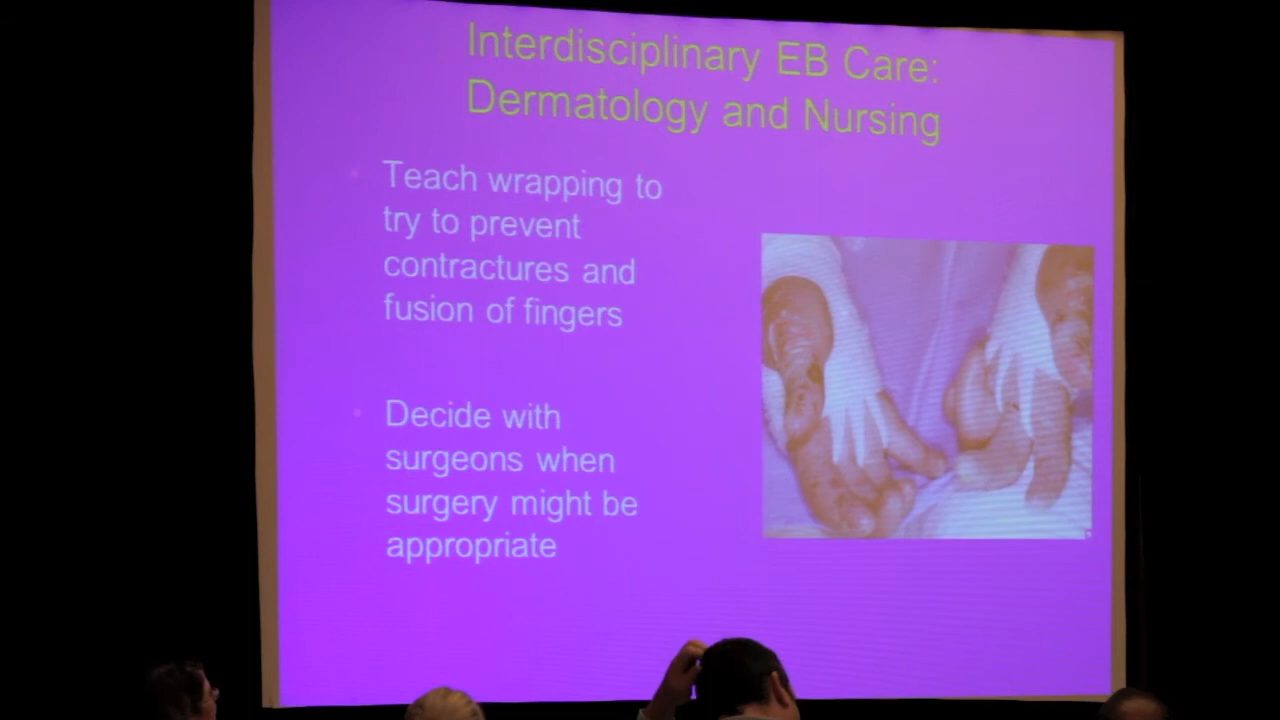 Interdisciplinary EB Care:
Dermatology and Nursing
Teach wrapping to
try to prevent
contractures and
fusion of fingers
Decide with
surgeons when
surgery might be
appropriate